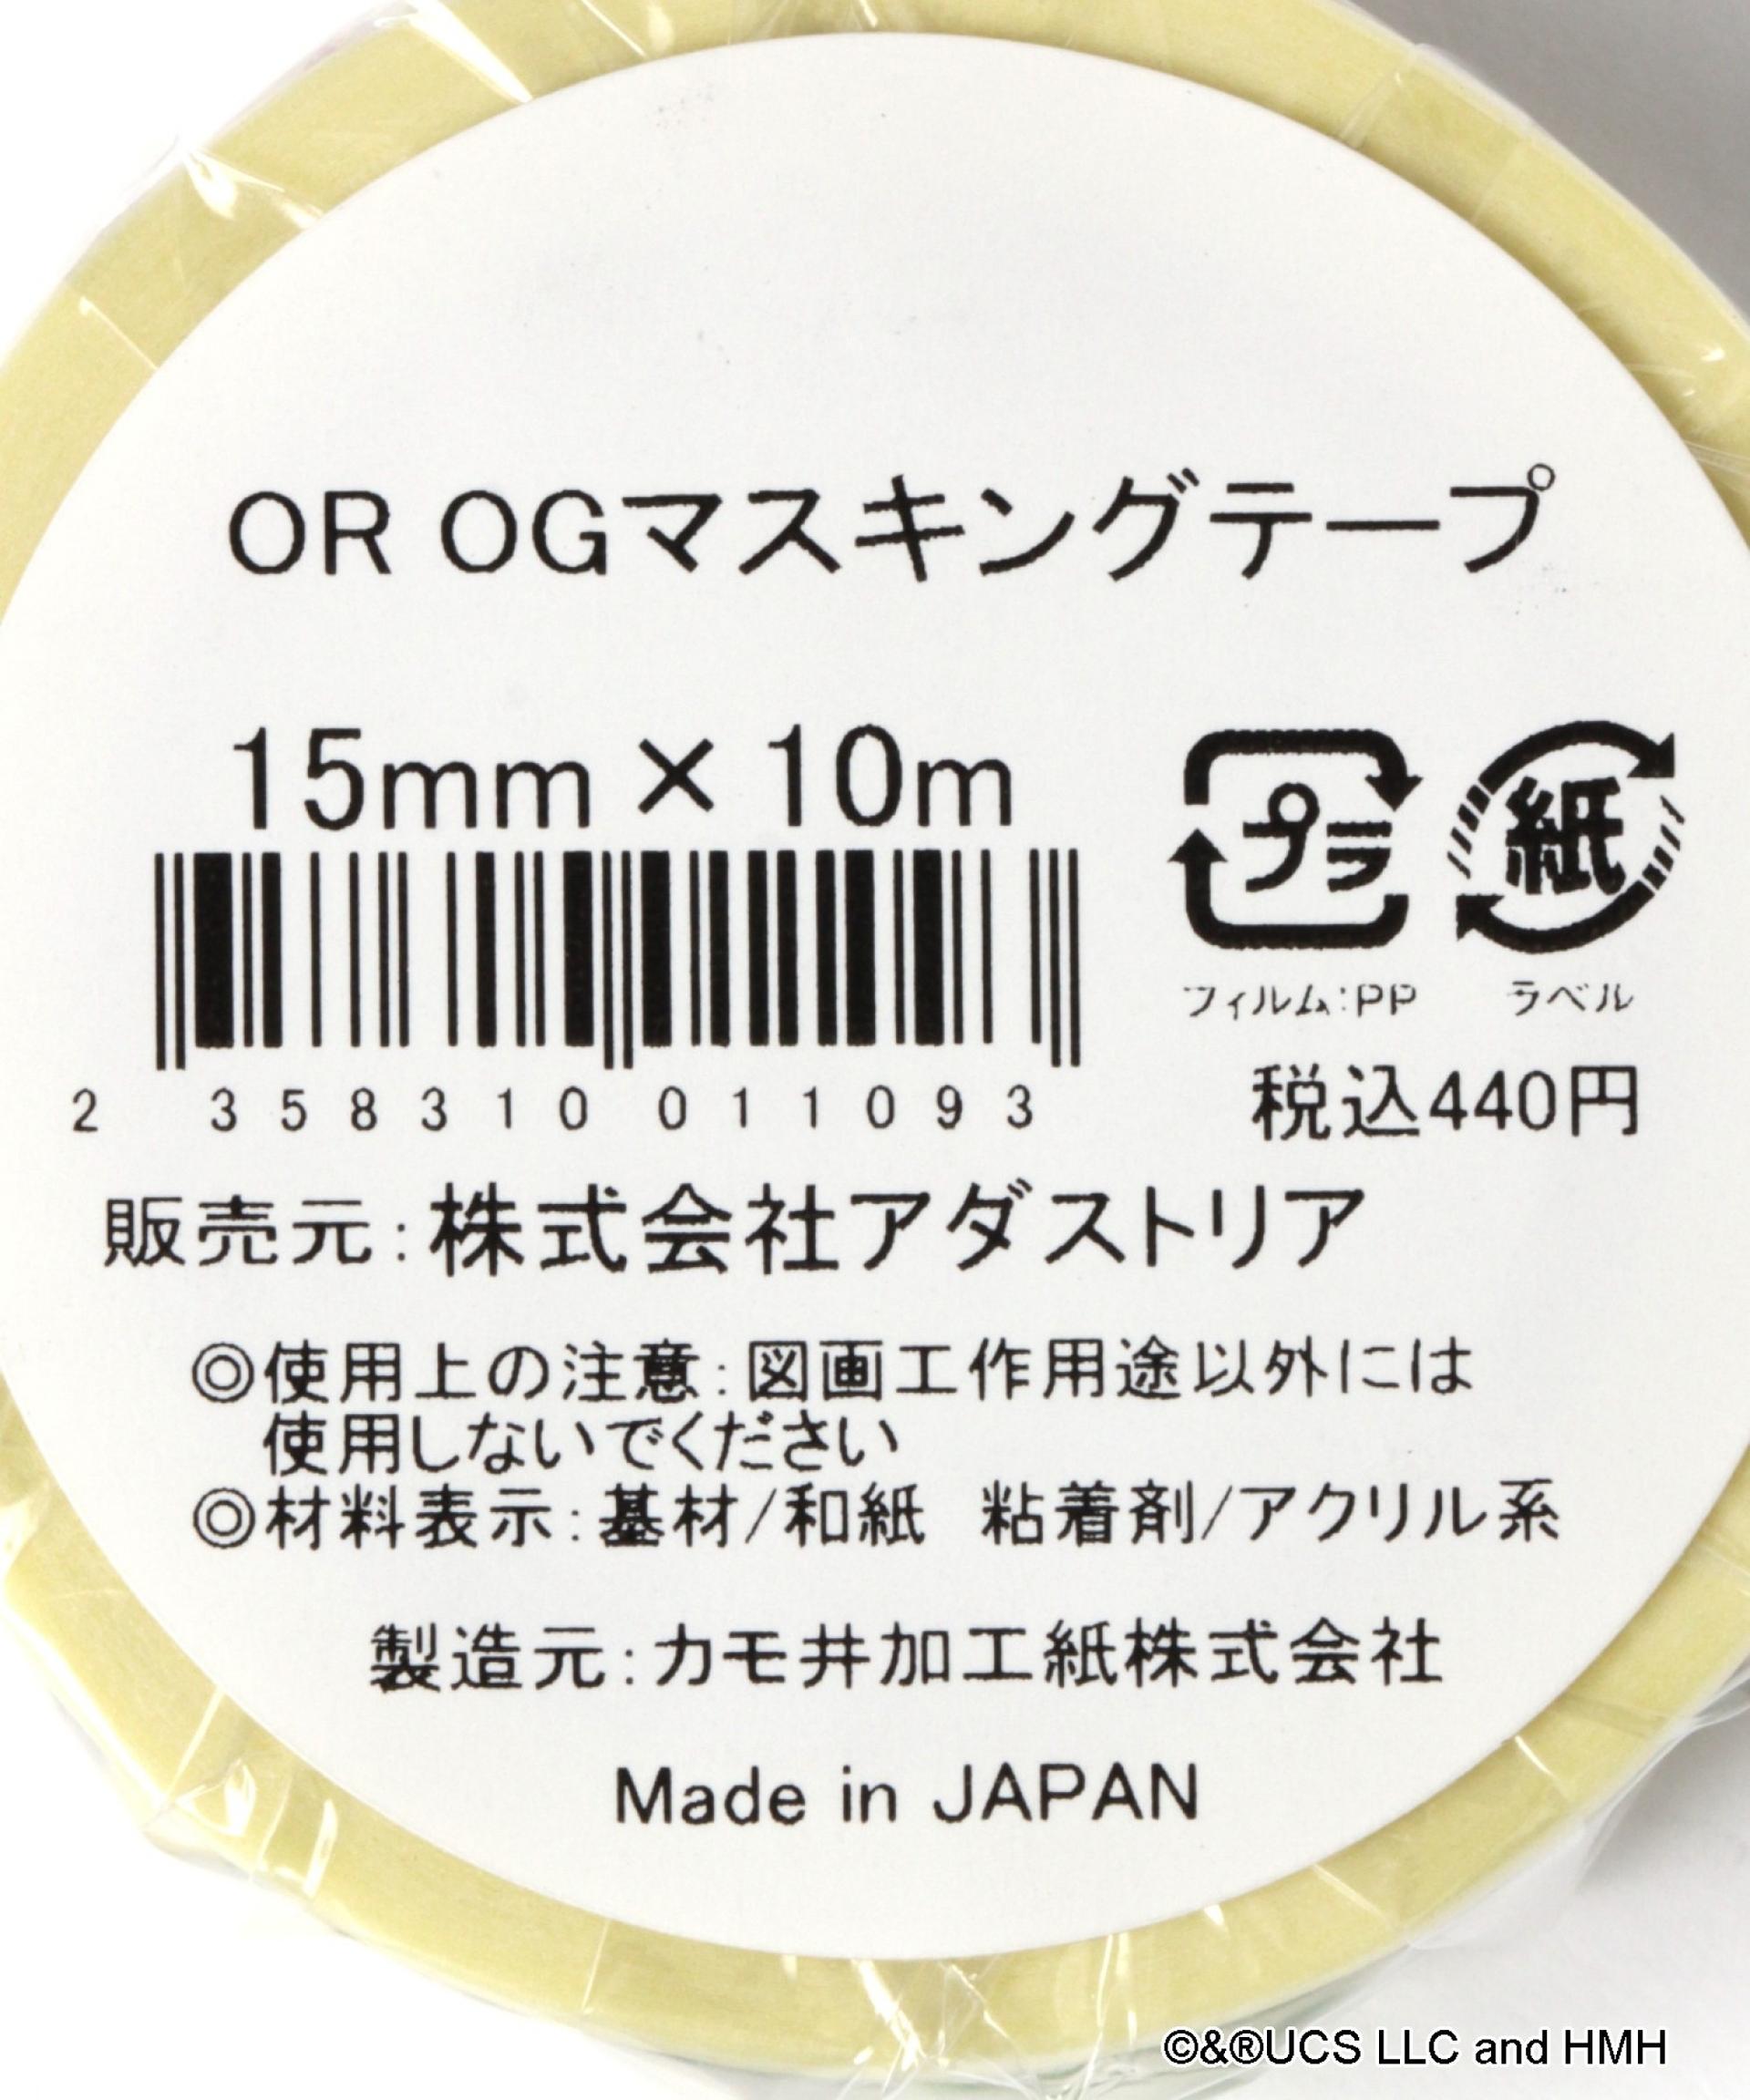 OR OGマスキングテープ
15mm×10m
プラ
紙
フィルム:PP
ラベル
2 358310 011093
税込440円
販売元:株式会社アダストリア
◎使用上の注意:図画工作用途以外には
使用しないでください
◎材料表示:基材/和紙 粘着剤/アクリル系
製造元:カモ井加工紙株式会社
Made in JAPAN
©&®UCS LLC and HMH